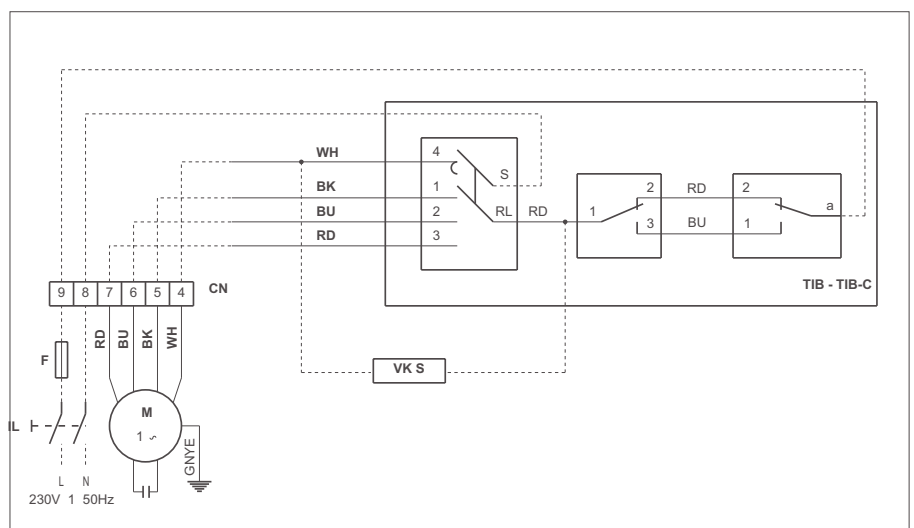 WH
4
S
BK
1
2
RD
2
a
BU
2
RL
RD
1
RD
3
3
BU
1
TIB - TIB-C
9 8 7 6 5 4
CN
RD
BU
BK
WH
F
VK S
M
1 ~
IL
GNYE
L N
230V 1 50Hz